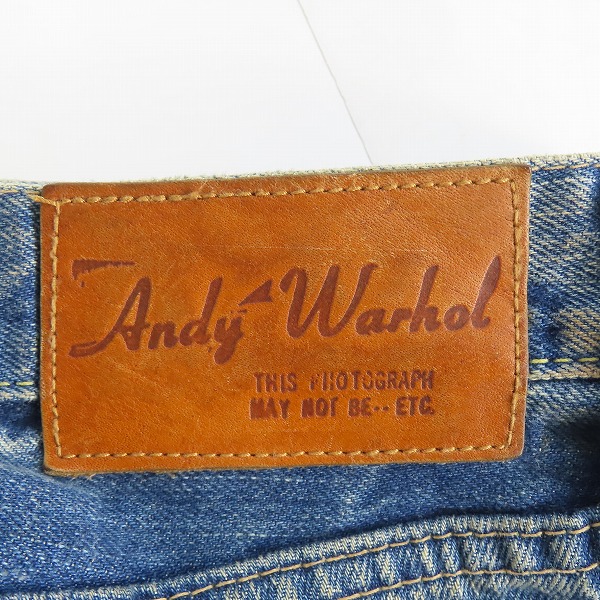 Andy Warhol
THIS PHOTOGRAPH
MAY NOT BE·· ETC.